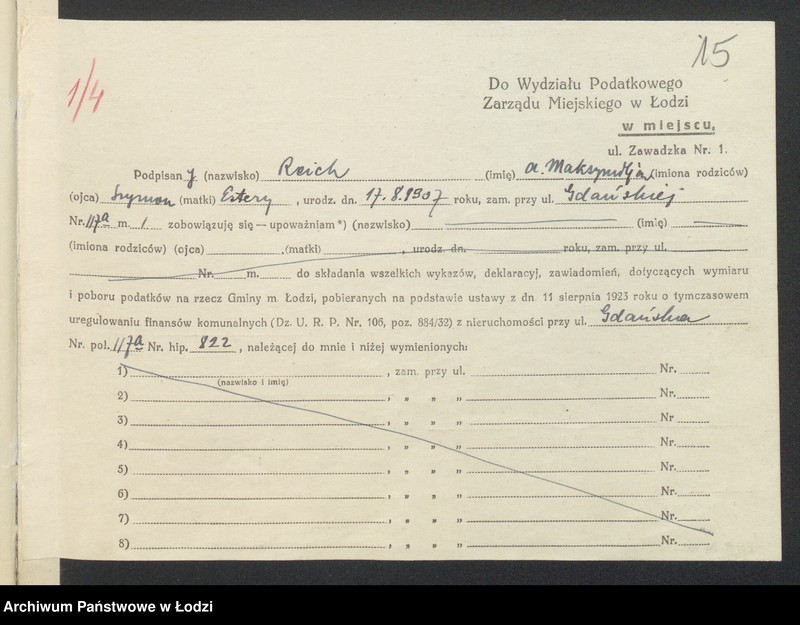 15
1/4
Do Wydziału Podatkowego
Zarządu Miejskiego w Łodzi
w miejscu,
ul. Zawadzka Nr. 1.
Podpisany (nazwisko) Reich (imię) Maksymiljan (imiona rodziców)
(ojca) Szymon (matki) Estery, urodz. dn. 17.8.1907 roku, zam. przy ul. Gdańskiej
Nr. 117a m. 1 zobowiązuję się — upoważniam *) (nazwisko) (imię)
(imiona rodziców) (ojca) ,(matki) , urodz. dn. roku, zam. przy ul.
Nr. m. do składania wszelkich wykazów, deklaracyj, zawiadomień, dotyczących wymiaru
i poboru podatków na rzecz Gminy m. Łodzi, pobieranych na podstawie ustawy z dn 11 sierpnia 1923 roku o tymczasowem
uregulowaniu finansów komunalnych (Dz. U. R. P. Nr. 106, poz. 884/32) z nieruchomości przy ul. Gdańska
Nr. pol. 117a Nr. hip. 822, należącej do mnie i niżej wymienionych:
1) , zam. przy ul. Nr.
(nazwisko i imię)
2) , „ „ „ Nr.
3) , „ „ „ Nr
4) , „ „ „ Nr.
5) , „ „ „ Nr.
6) , „ „ „ Nr.
7) , „ „ „ Nr.
8) , „ „ „ Nr.
Archiwum Państwowe w Łodzi